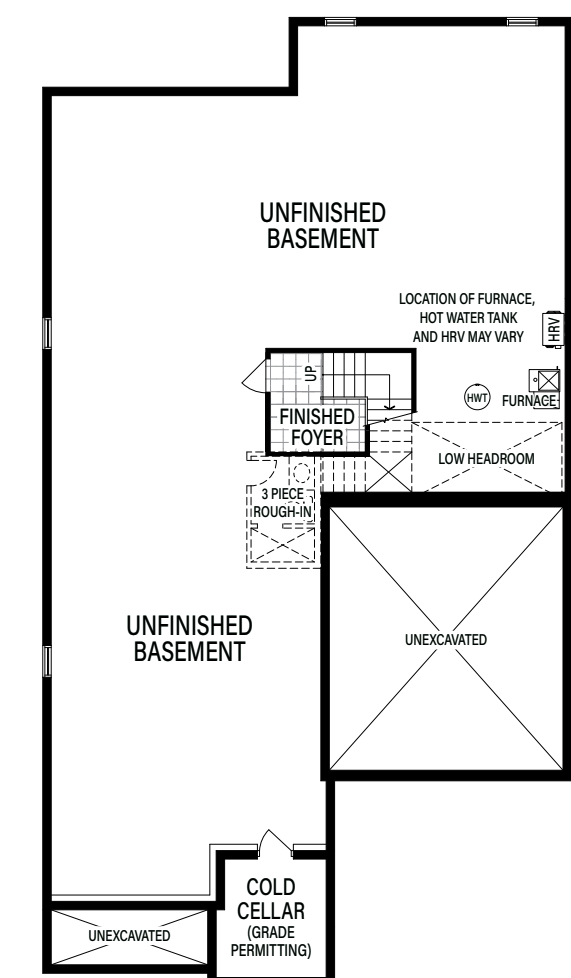 UNFINISHED
BASEMENT
LOCATION OF FURNACE,
HOT WATER TANK
AND HRV MAY VARY
HRV
UP
HWT
FURNACE
FINISHED
FOYER
LOW HEADROOM
3 PIECE
ROUGH-IN
UNFINISHED
BASEMENT
UNEXCAVATED
COLD
CELLAR
(GRADE
PERMITTING)
UNEXCAVATED